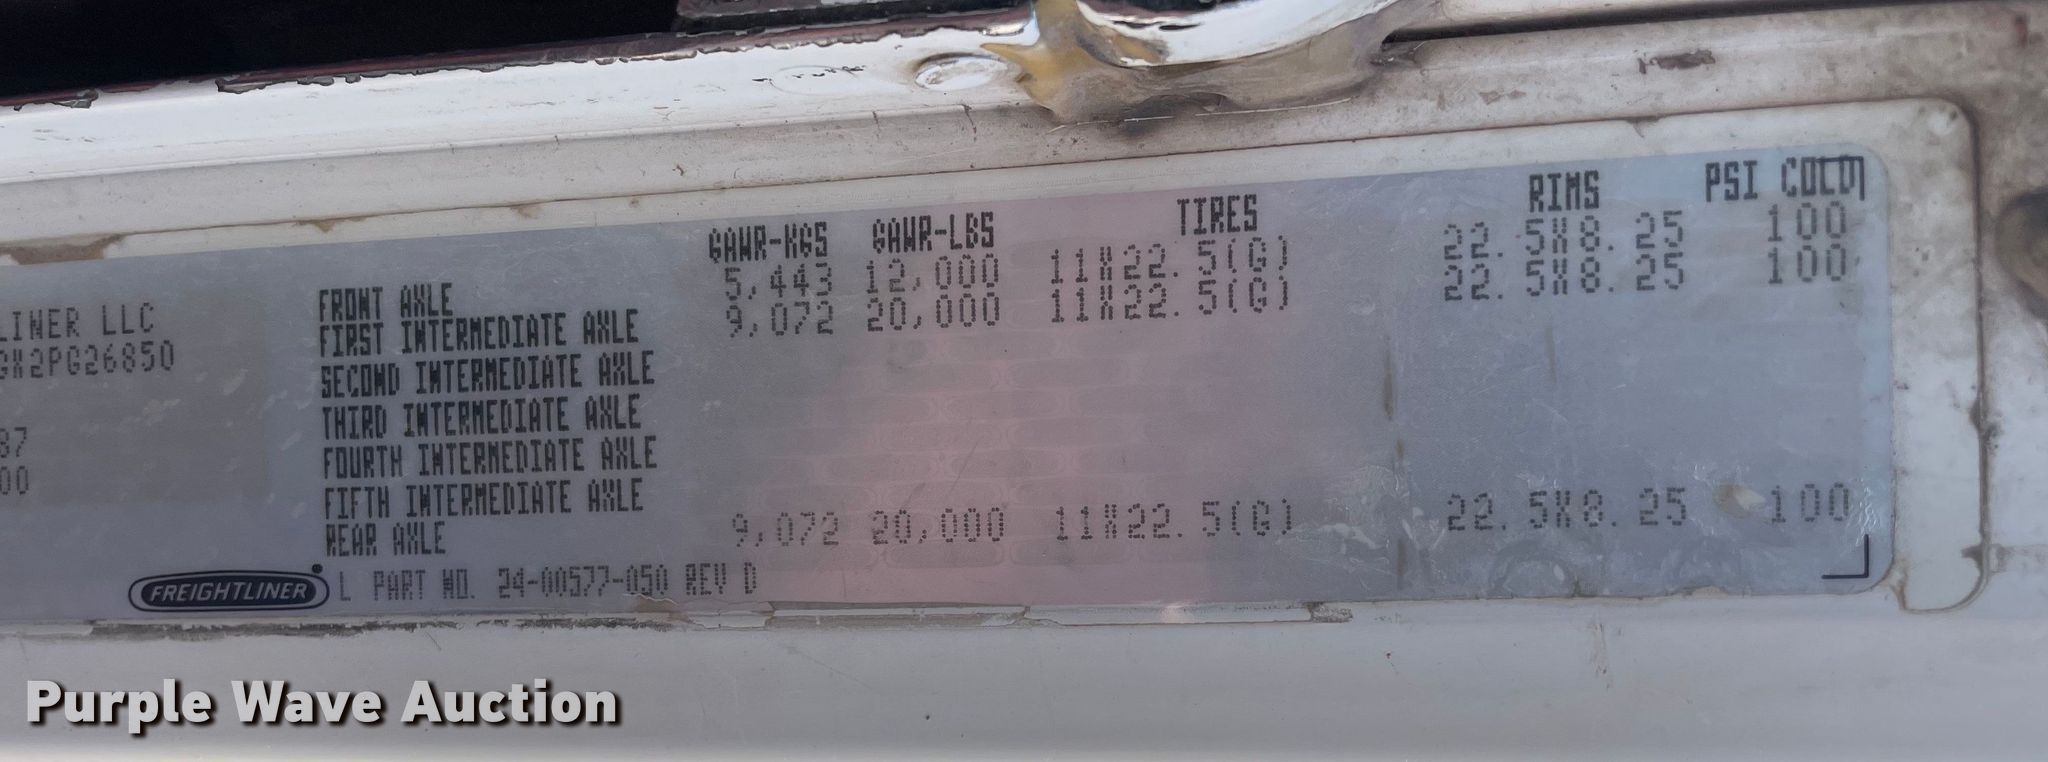 GAWR-KGS GAWR-LBS TIRES RIMS PSI COLD
FRONT AXLE 5,443 12,000 11X22.5(G) 22.5X8.25 100
FIRST INTERMEDIATE AXLE 9,072 20,000 11X22.5(G) 22.5X8.25 100
SECOND INTERMEDIATE AXLE
THIRD INTERMEDIATE AXLE
FOURTH INTERMEDIATE AXLE
FIFTH INTERMEDIATE AXLE
REAR AXLE 9,072 20,000 11X22.5(G) 22.5X8.25 100
LINER LLC
GX2PG26850
87
00
FREIGHTLINER® L PART NO. 24-00577-050 REV D
Purple Wave Auction